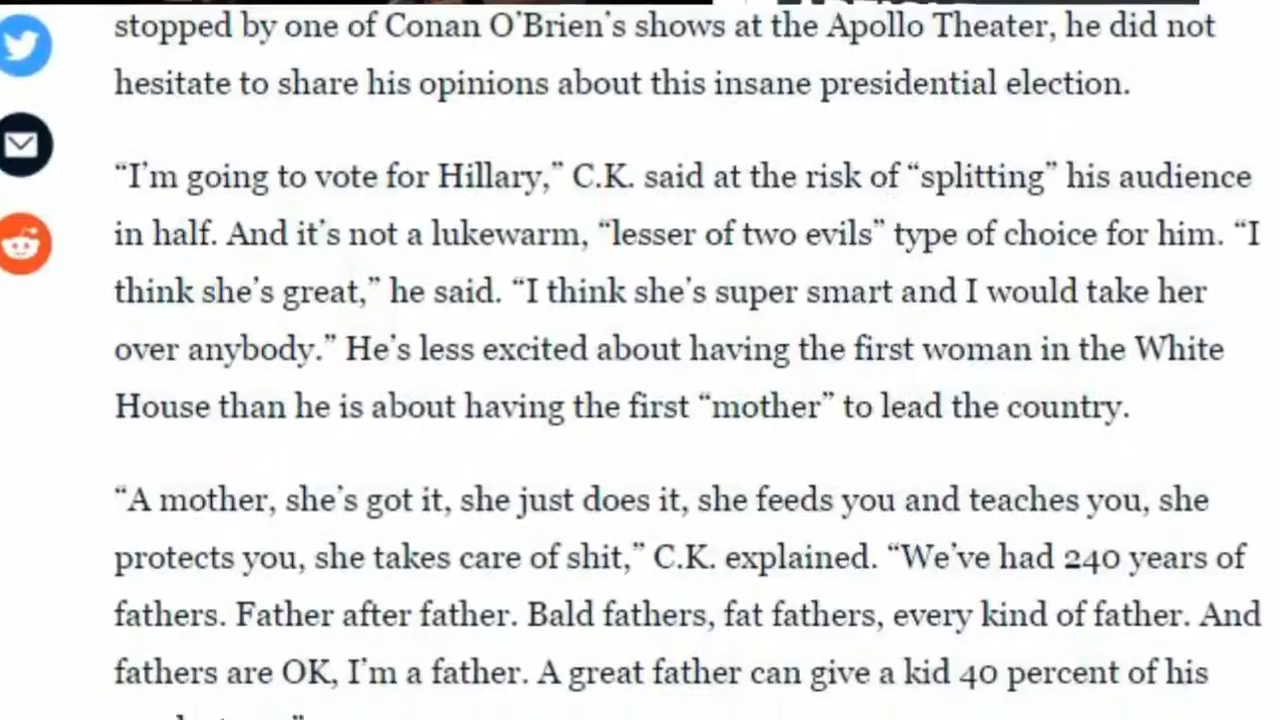 stopped by one of Conan O’Brien’s shows at the Apollo Theater, he did not
hesitate to share his opinions about this insane presidential election.
“I’m going to vote for Hillary,” C.K. said at the risk of “splitting” his audience
in half. And it’s not a lukewarm, “lesser of two evils” type of choice for him. “I
think she’s great,” he said. “I think she’s super smart and I would take her
over anybody.” He’s less excited about having the first woman in the White
House than he is about having the first “mother” to lead the country.
“A mother, she’s got it, she just does it, she feeds you and teaches you, she
protects you, she takes care of shit,” C.K. explained. “We’ve had 240 years of
fathers. Father after father. Bald fathers, fat fathers, every kind of father. And
fathers are OK, I’m a father. A great father can give a kid 40 percent of his